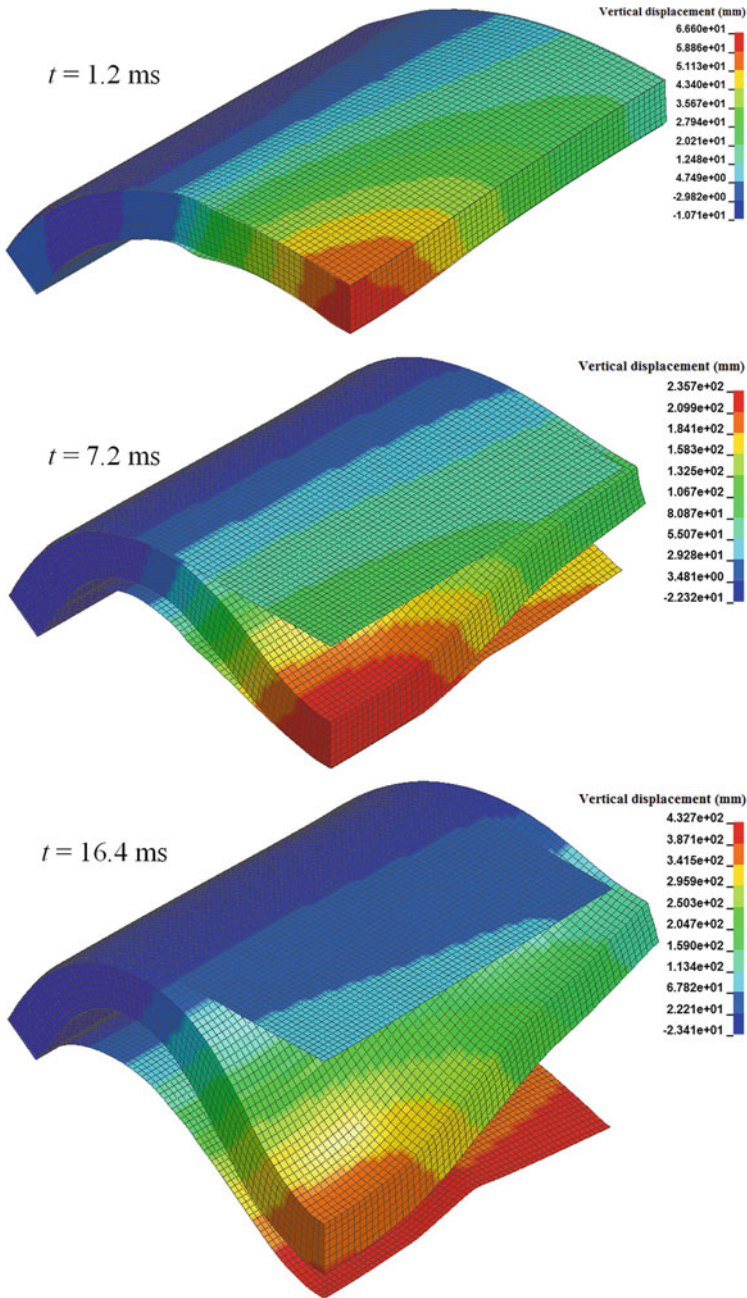 Vertical displacement (mm)
t = 1.2 ms
6.660e+01
5.886e+01
5.113e+01
4.340e+01
3.567e+01
2.794e+01
2.021e+01
1.248e+01
4.749e+00
-2.982e+00
-1.071e+01
Vertical displacement (mm)
t = 7.2 ms
2.357e+02
2.099e+02
1.841e+02
1.583e+02
1.325e+02
1.067e+02
8.087e+01
5.507e+01
2.928e+01
3.481e+00
-2.232e+01
Vertical displacement (mm)
t = 16.4 ms
4.327e+02
3.871e+02
3.415e+02
2.959e+02
2.503e+02
2.047e+02
1.590e+02
1.134e+02
6.782e+01
2.221e+01
-2.341e+01